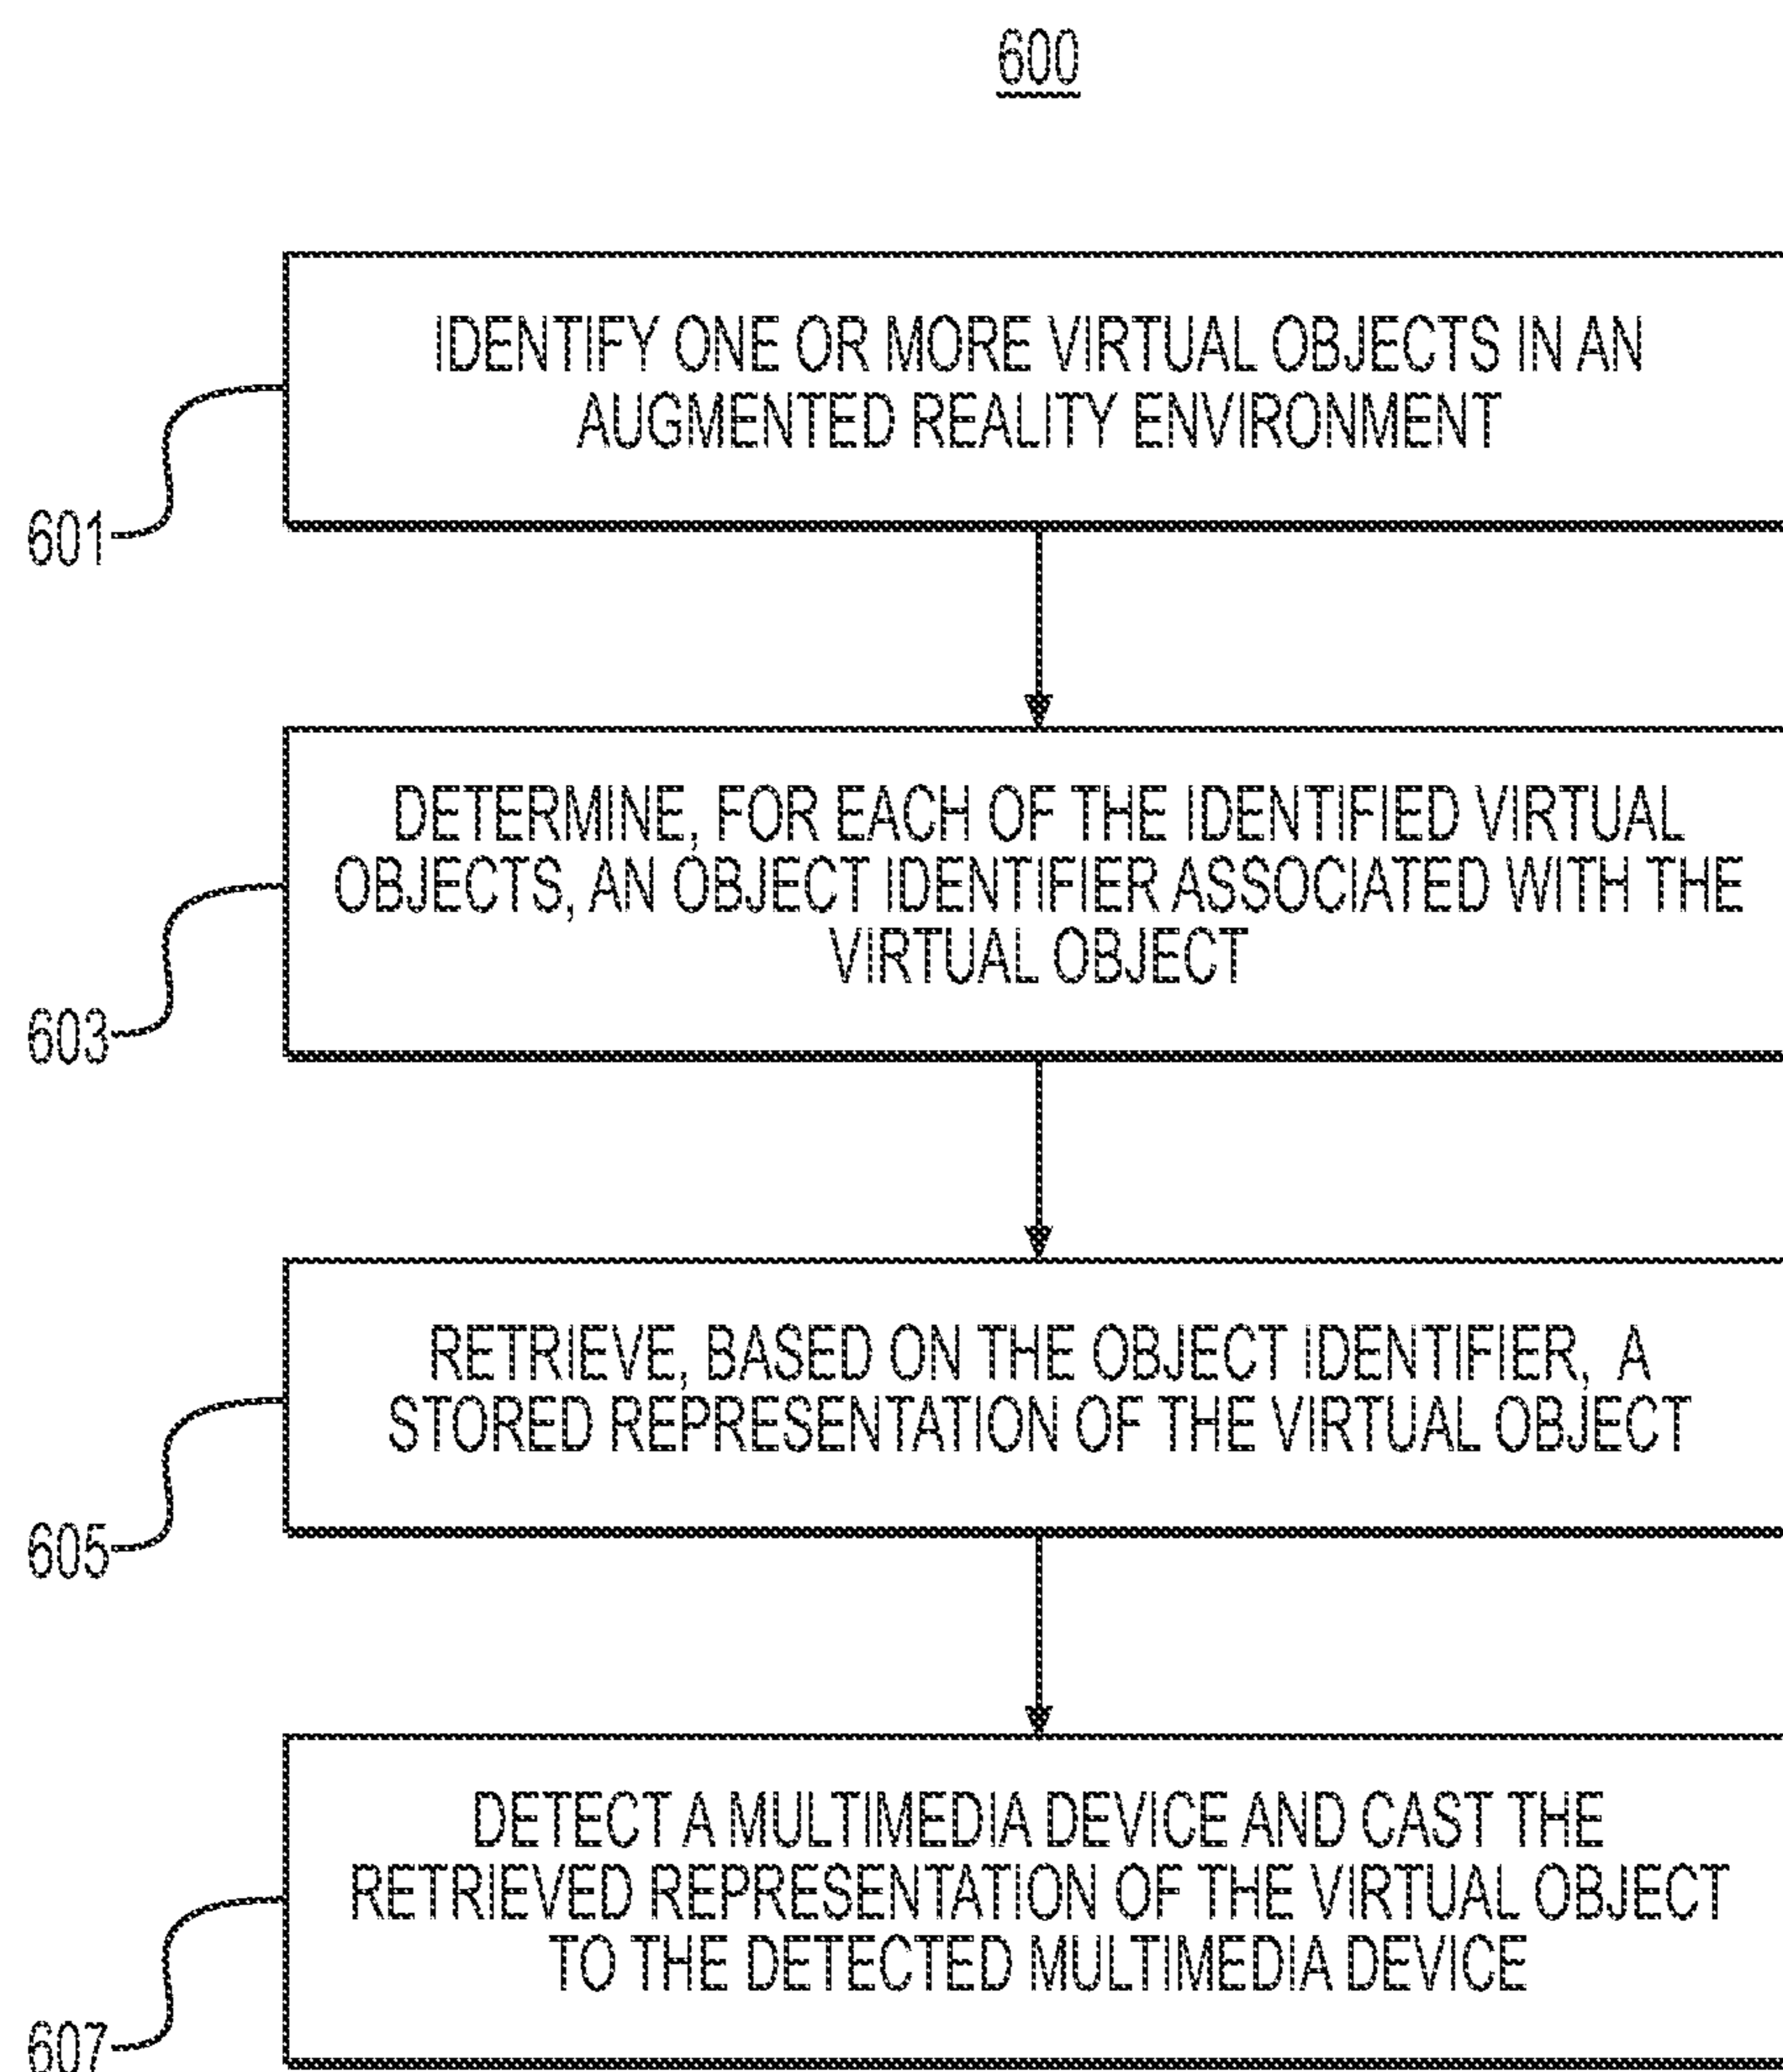 600
IDENTIFY ONE OR MORE VIRTUAL OBJECTS IN AN
AUGMENTED REALITY ENVIRONMENT
601
DETERMINE, FOR EACH OF THE IDENTIFIED VIRTUAL
OBJECTS, AN OBJECT IDENTIFIER ASSOCIATED WITH THE
VIRTUAL OBJECT
603
RETRIEVE, BASED ON THE OBJECT IDENTIFIER, A
STORED REPRESENTATION OF THE VIRTUAL OBJECT
605
DETECT A MULTIMEDIA DEVICE AND CAST THE
RETRIEVED REPRESENTATION OF THE VIRTUAL OBJECT
TO THE DETECTED MULTIMEDIA DEVICE
607